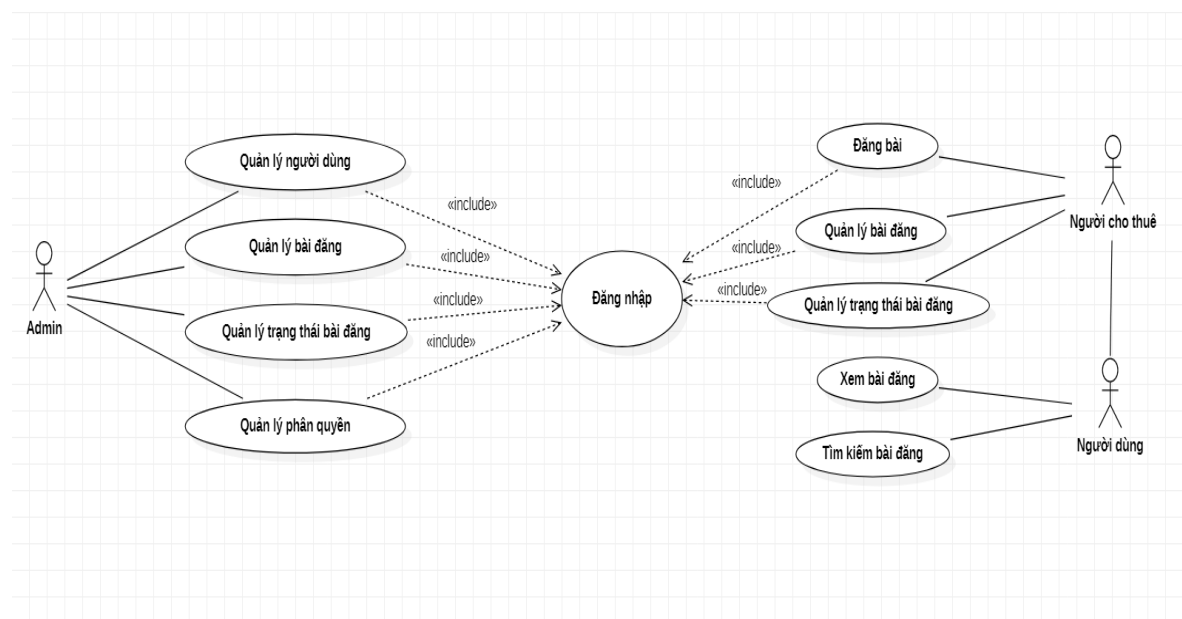 Đăng bài
Quản lý người dùng
«include»
«include»
Người cho thuê
Quản lý bài đăng
Quản lý bài đăng
«include»
«include»
«include»
Đăng nhập
«include»
Quản lý trạng thái bài đăng
Admin
Quản lý trạng thái bài đăng
«include»
Xem bài đăng
Quản lý phân quyền
Người dùng
Tìm kiếm bài đăng